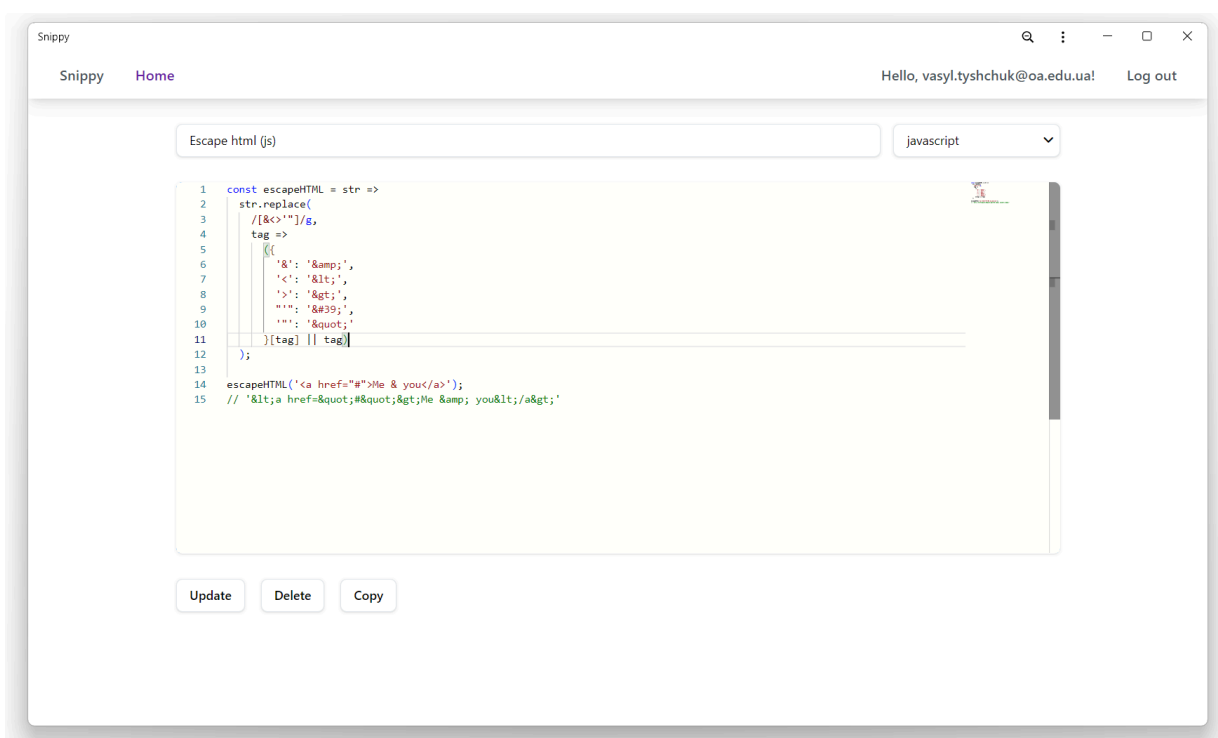 Snippy
Snippy Home Hello, vasyl.tyshchuk@oa.edu.ua! Log out
Escape html (js) javascript
1 const escapeHTML = str =>
2   str.replace(
3     /[&<>'"]/g,
4     tag =>
5       ({
6         '&': '&amp;',
7         '<': '&lt;',
8         '>': '&gt;',
9         "'": '&#39;',
10         '"': '&quot;'
11       }[tag] || tag)
12   );
13
14 escapeHTML('<a href="#">Me & you</a>');
15 // '&lt;a href=&quot;#&quot;&gt;Me &amp; you&lt;/a&gt;'
Update Delete Copy